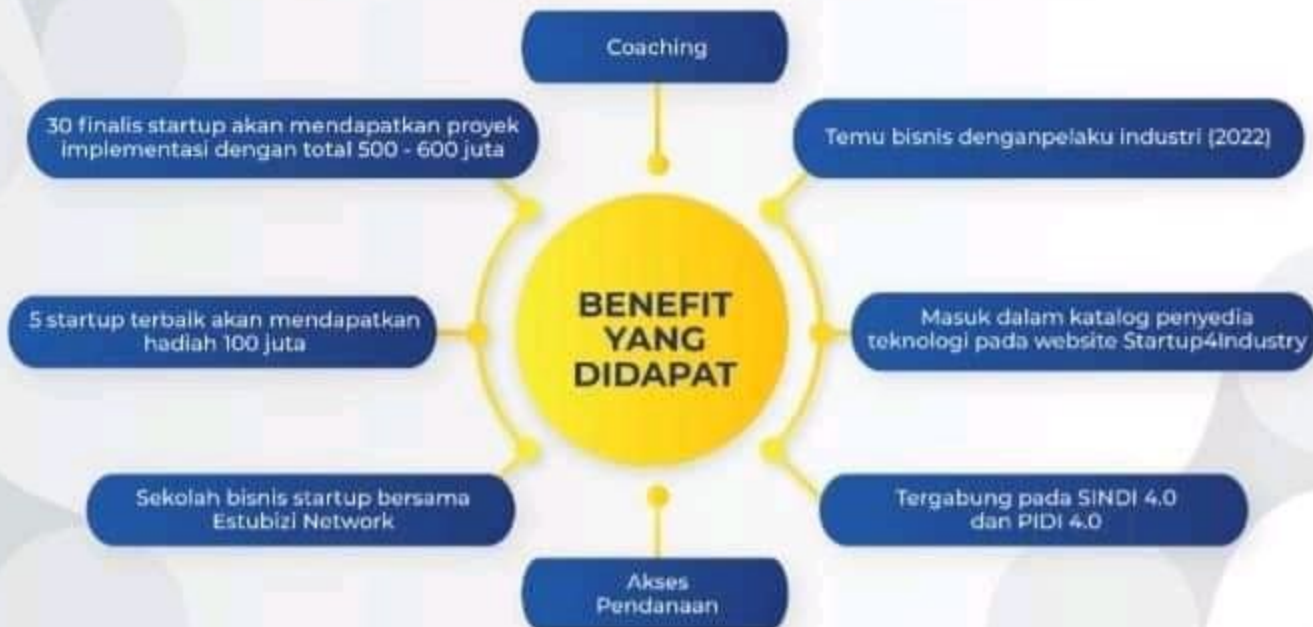 Coaching
30 finalis startup akan mendapatkan proyek
implementasi dengan total 500 - 600 juta
Temu bisnis denganpelaku industri (2022)
BENEFIT
YANG
DIDAPAT
5 startup terbaik akan mendapatkan
hadiah 100 juta
Masuk dalam katalog penyedia
teknologi pada website Startup4Industry
Sekolah bisnis startup bersama
Estubizi Network
Tergabung pada SINDI 4.0
dan PIDI 4.0
Akses
Pendanaan